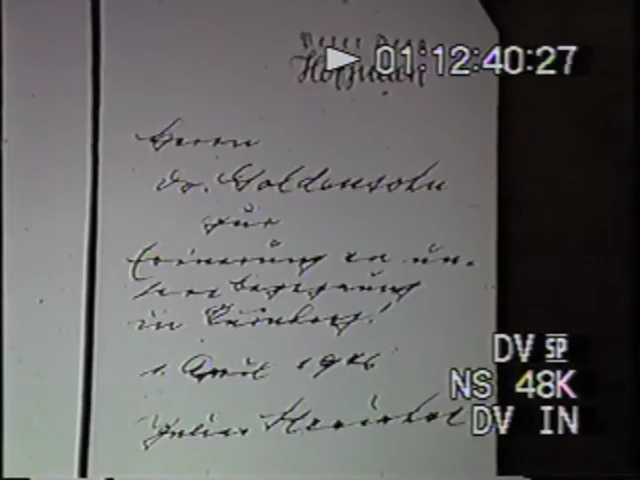 01:12:40:27
Herrn
Dr. Goldensohn
zur
Erinnerung an un-
sere Begegnung
in Nürnberg!
1. April 1946
Julius Streicher
DV SP
NS 48K
DV IN